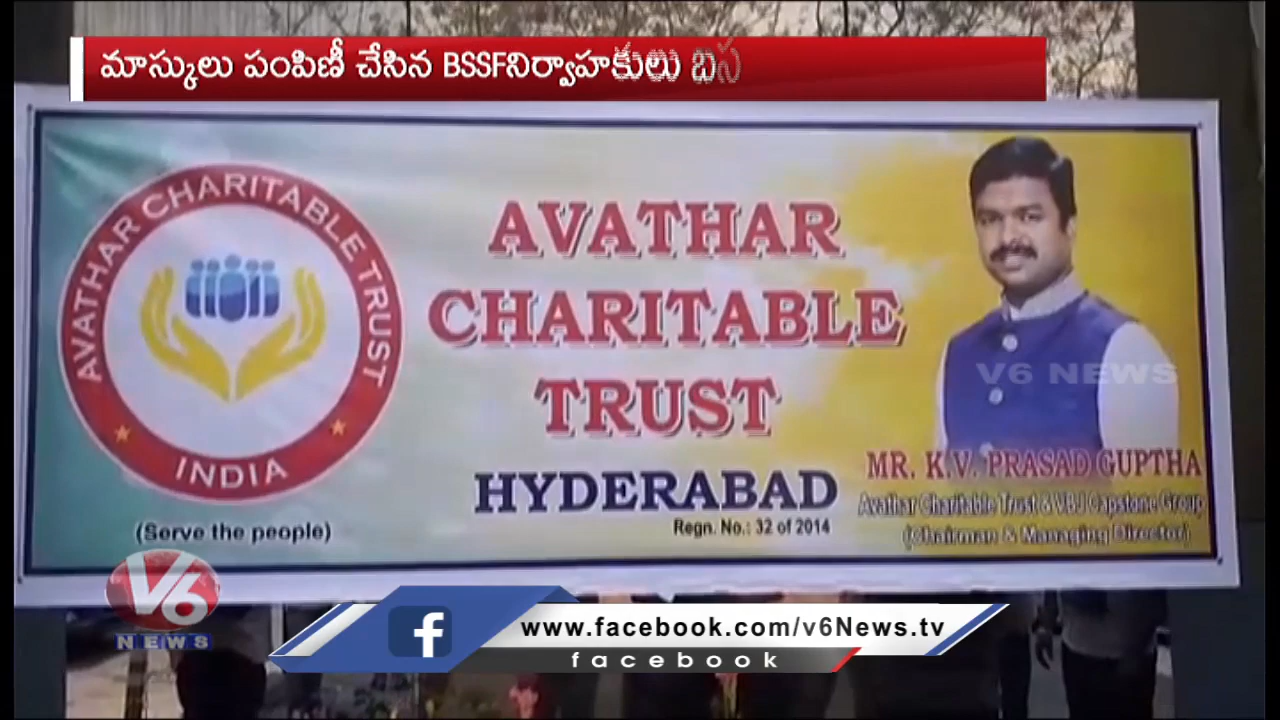 మాస్కులు పంపిణీ చేసిన BSSFనిర్వాహకులు
AVATHAR CHARITABLE TRUST
INDIA
(Serve the people)
AVATHAR
CHARITABLE
TRUST
HYDERABAD
Regn. No.: 32 of 2014
V6 NEWS
MR. K.V. PRASAD GUPTHA
Avathar Charitable Trust & VBJ Capstone Group
(Chairman & Managing Director)
V6
NEWS
www.facebook.com/v6News.tv
facebook